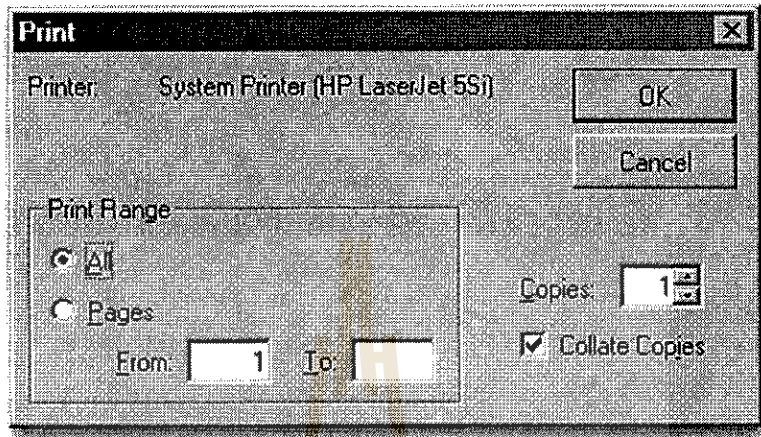 Print
Printer: System Printer (HP LaserJet 5Si)
OK
Cancel
Print Range
All
Pages
From: 1 To:
Copies: 1
Collate Copies